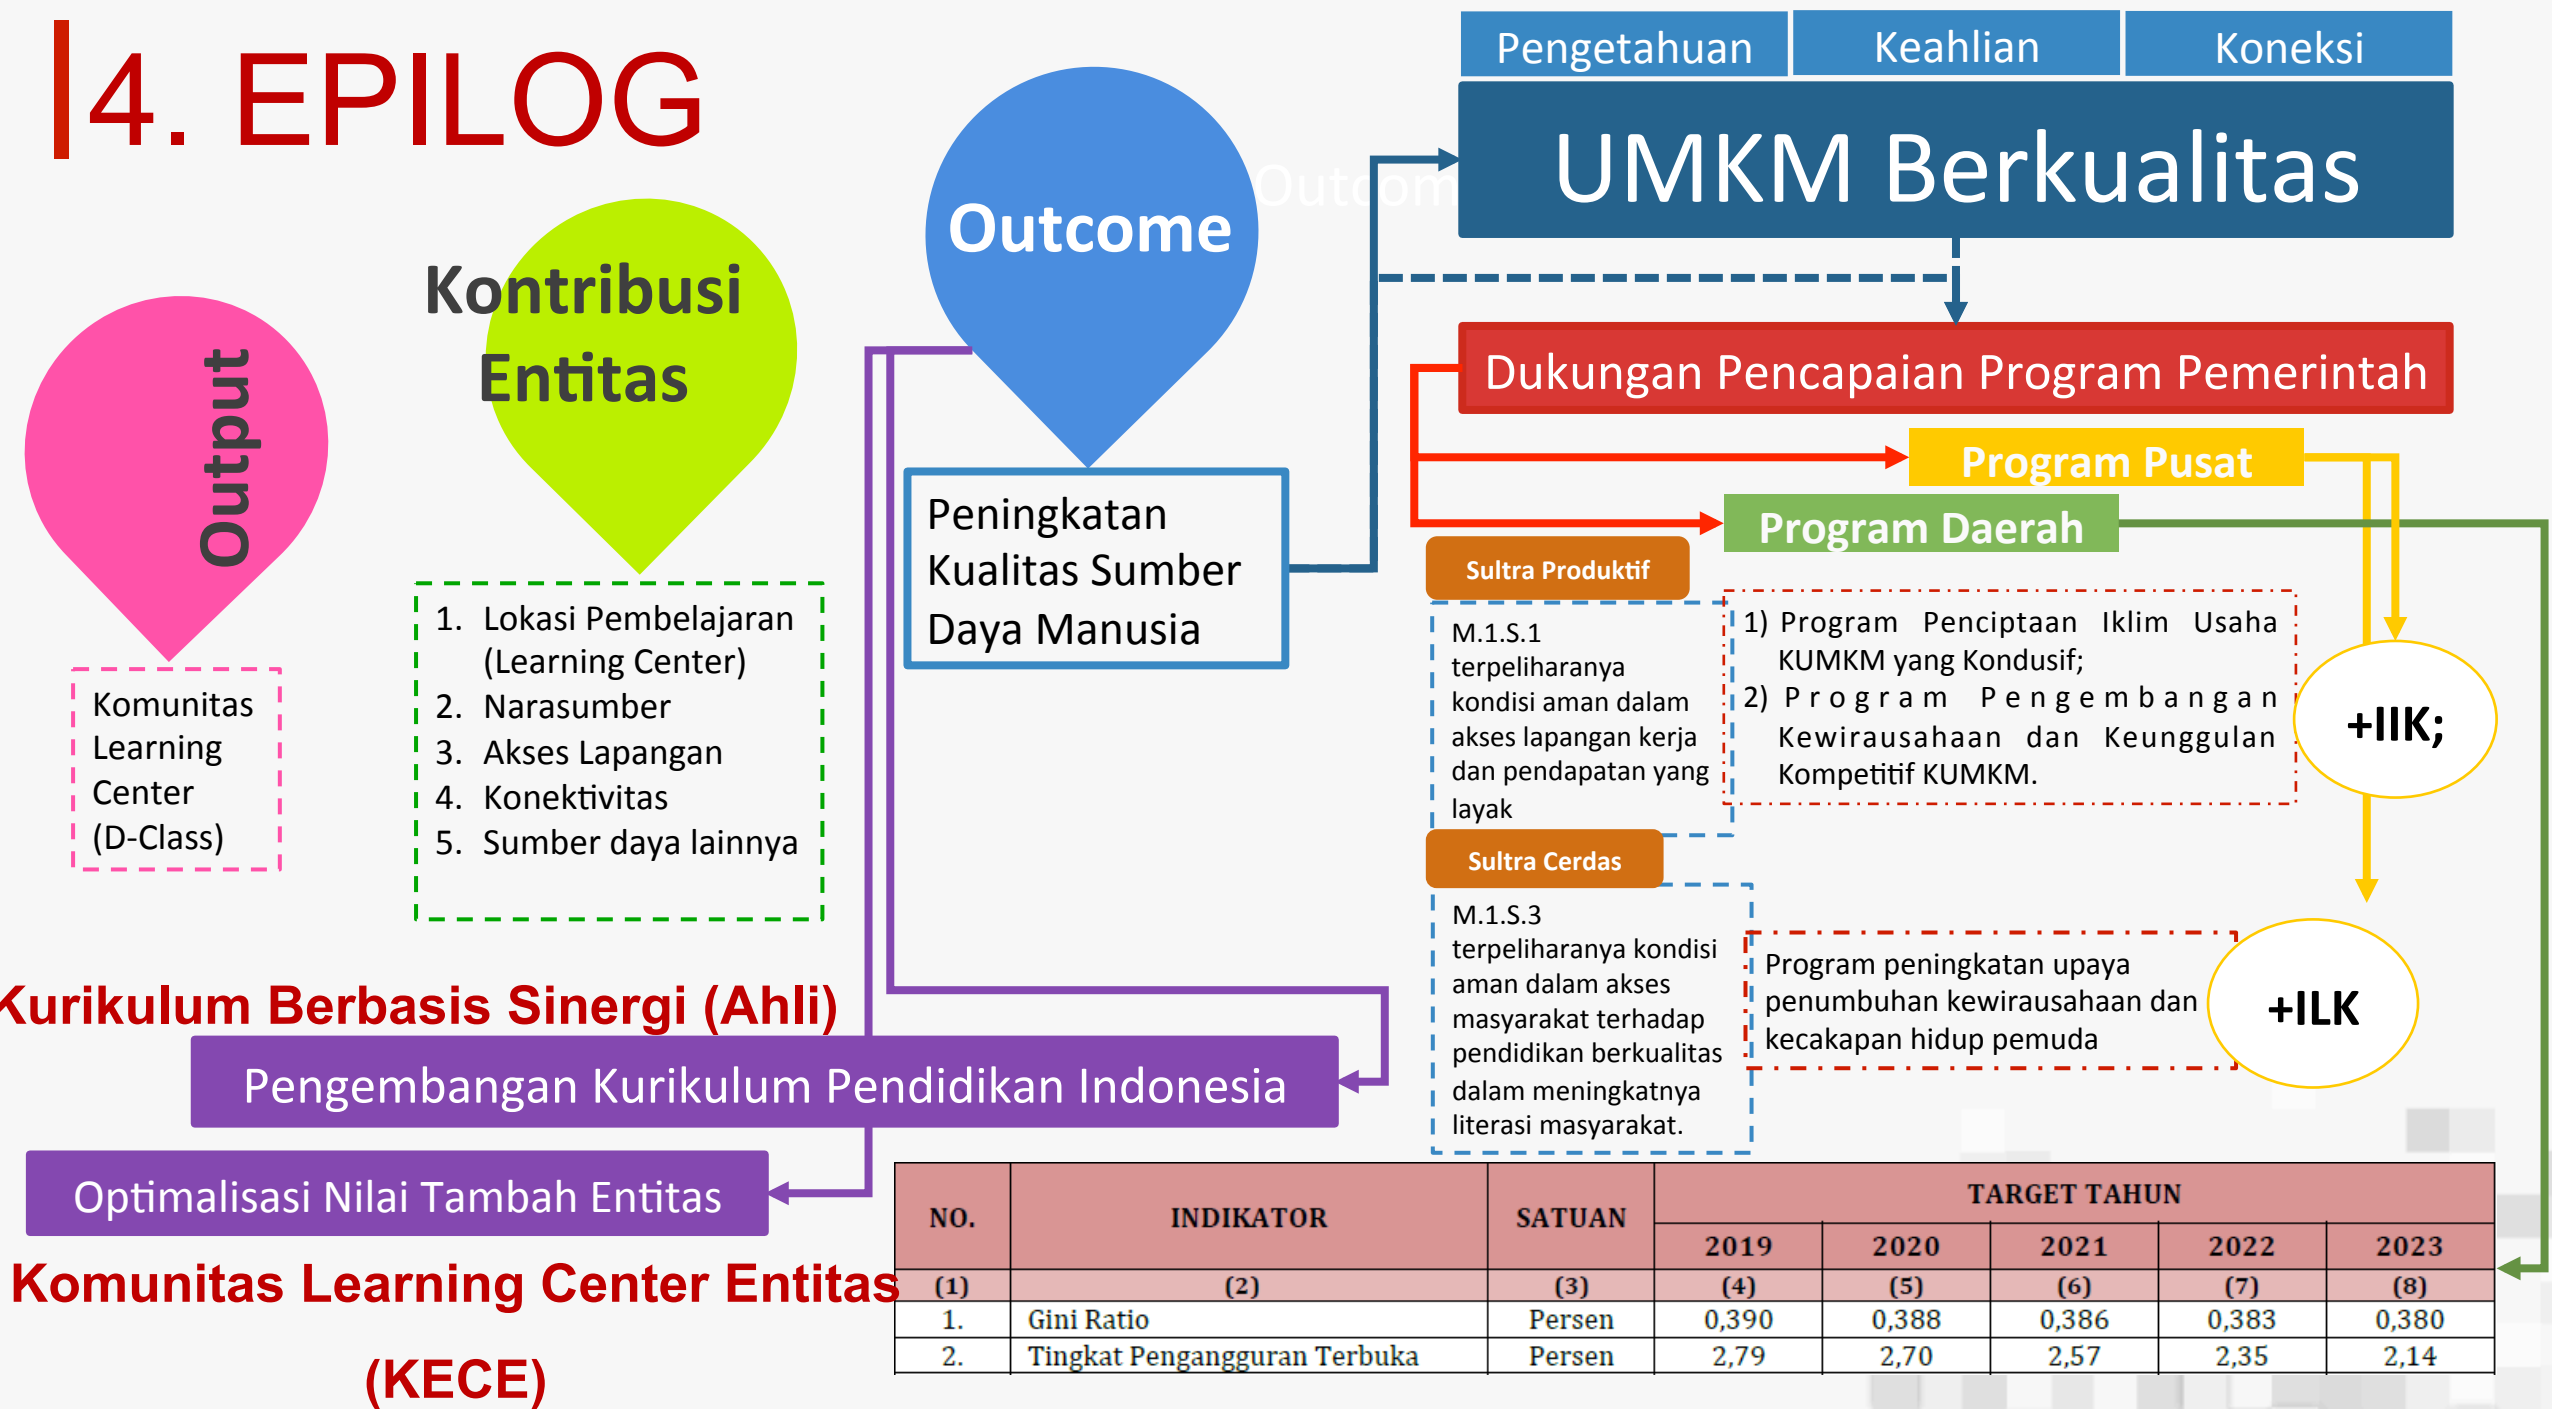 4. EPILOG
Output
Komunitas
Learning
Center
(D-Class)
Kontribusi
Entitas
1. Lokasi Pembelajaran
(Learning Center)
2. Narasumber
3. Akses Lapangan
4. Konektivitas
5. Sumber daya lainnya
Outcome
Outcom
Peningkatan
Kualitas Sumber
Daya Manusia
Pengetahuan Keahlian Koneksi
UMKM Berkualitas
Dukungan Pencapaian Program Pemerintah
Program Pusat
Program Daerah
Sultra Produktif
M.1.S.1
terpeliharanya
kondisi aman dalam
akses lapangan kerja
dan pendapatan yang
layak
1) Program Penciptaan Iklim Usaha
KUMKM yang Kondusif;
2) Program Pengembangan
Kewirausahaan dan Keunggulan
Kompetitif KUMKM.
+IIK;
Sultra Cerdas
M.1.S.3
terpeliharanya kondisi
aman dalam akses
masyarakat terhadap
pendidikan berkualitas
dalam meningkatnya
literasi masyarakat.
Program peningkatan upaya
penumbuhan kewirausahaan dan
kecakapan hidup pemuda
+ILK
Kurikulum Berbasis Sinergi (Ahli)
Pengembangan Kurikulum Pendidikan Indonesia
Optimalisasi Nilai Tambah Entitas
Komunitas Learning Center Entitas
(KECE)
NO. INDIKATOR SATUAN TARGET TAHUN
2019 2020 2021 2022 2023
(1) (2) (3) (4) (5) (6) (7) (8)
1. Gini Ratio Persen 0,390 0,388 0,386 0,383 0,380
2. Tingkat Pengangguran Terbuka Persen 2,79 2,70 2,57 2,35 2,14